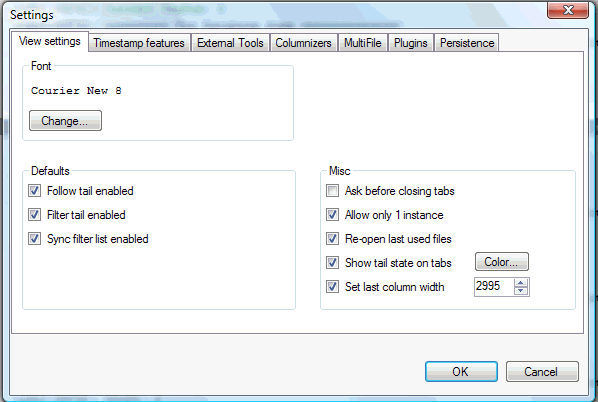 Settings
View settings Timestamp features External Tools Columnizers MultiFile Plugins Persistence
Font
Courier New 8
Change...
Defaults
Follow tail enabled
Filter tail enabled
Sync filter list enabled
Misc
Ask before closing tabs
Allow only 1 instance
Re-open last used files
Show tail state on tabs Color...
Set last column width 2995
OK Cancel